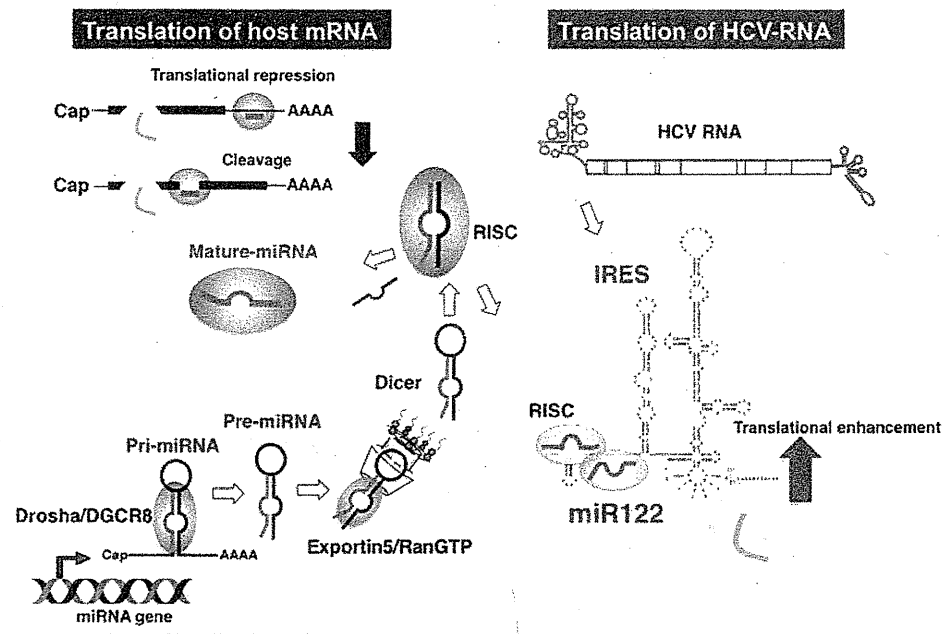 Translation of host mRNA
Translational repression
Cap
AAAA
Cleavage
Cap
AAAA
RISC
Mature-miRNA
Dicer
Pri-miRNA
Pre-miRNA
Drosha/DGCR8
Exportin5/RanGTP
Cap
AAAA
miRNA gene
Translation of HCV-RNA
HCV RNA
IRES
RISC
Translational enhancement
miR122